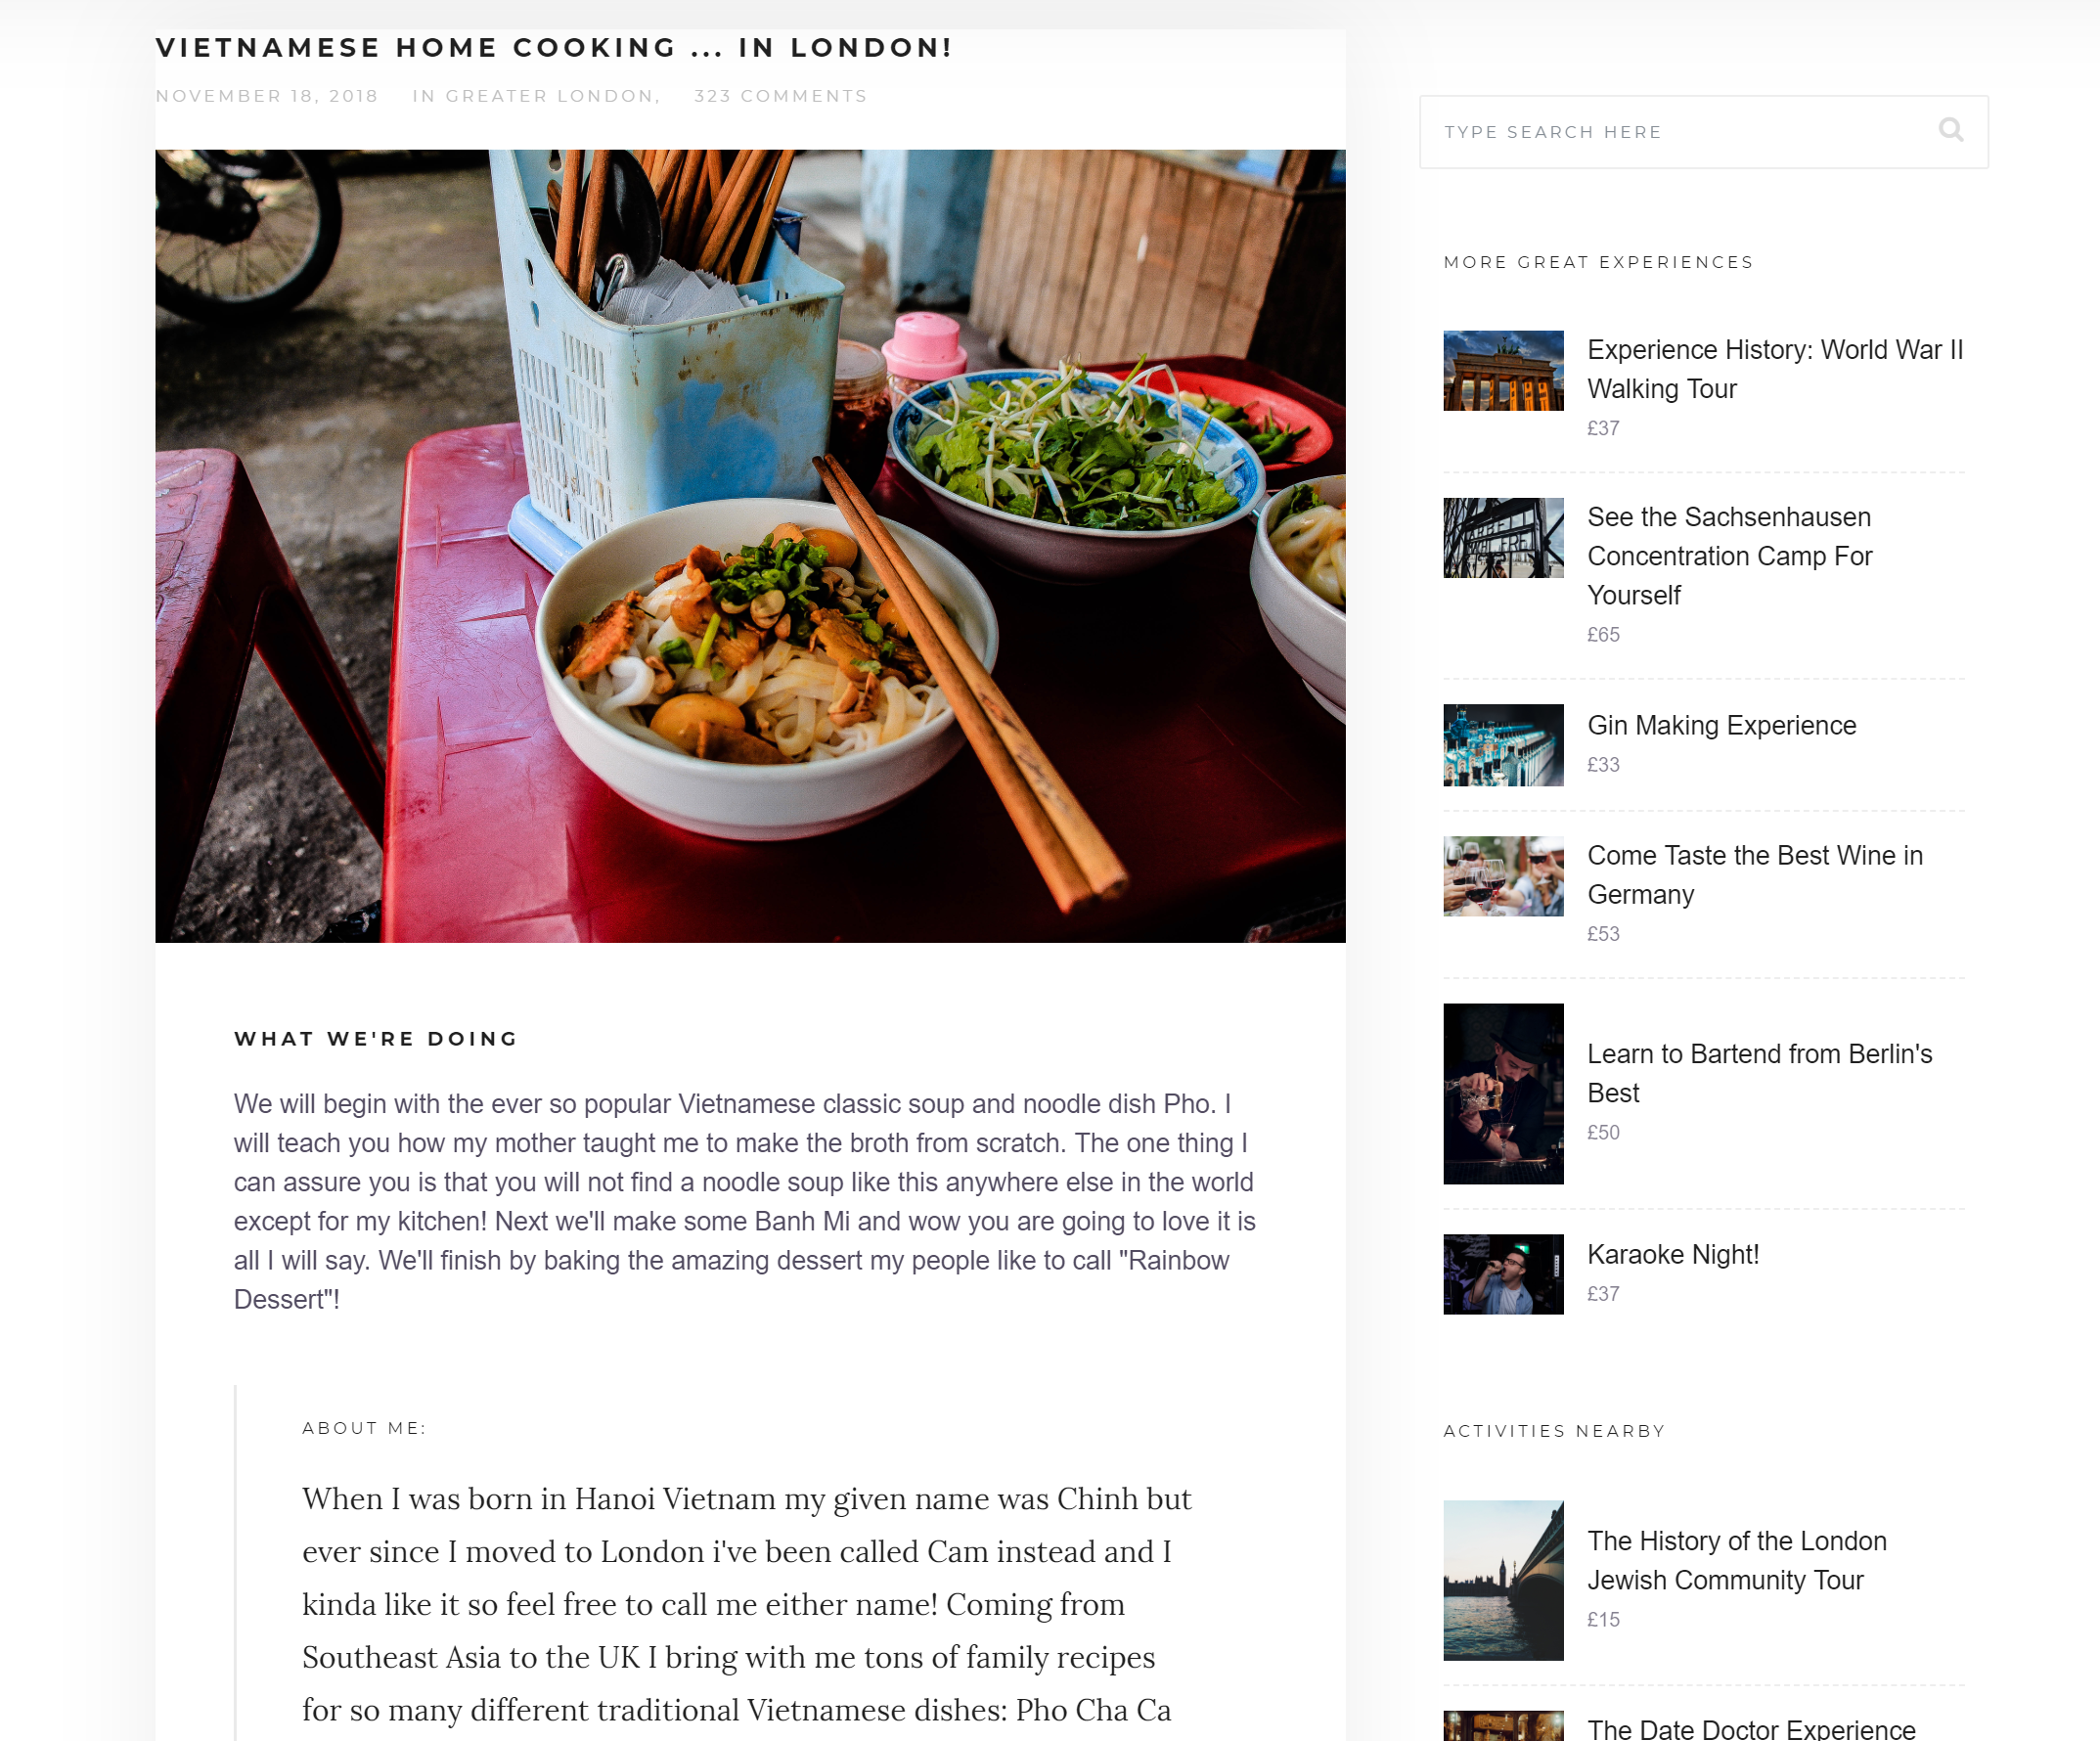 VIETNAMESE HOME COOKING ... IN LONDON!
NOVEMBER 18, 2018 IN GREATER LONDON, 323 COMMENTS
WHAT WE'RE DOING
We will begin with the ever so popular Vietnamese classic soup and noodle dish Pho. I
will teach you how my mother taught me to make the broth from scratch. The one thing I
can assure you is that you will not find a noodle soup like this anywhere else in the world
except for my kitchen! Next we'll make some Banh Mi and wow you are going to love it is
all I will say. We'll finish by baking the amazing dessert my people like to call "Rainbow
Dessert"!
ABOUT ME:
When I was born in Hanoi Vietnam my given name was Chinh but
ever since I moved to London i've been called Cam instead and I
kinda like it so feel free to call me either name! Coming from
Southeast Asia to the UK I bring with me tons of family recipes
for so many different traditional Vietnamese dishes: Pho Cha Ca
TYPE SEARCH HERE
MORE GREAT EXPERIENCES
Experience History: World War II
Walking Tour
£37
See the Sachsenhausen
Concentration Camp For
Yourself
£65
Gin Making Experience
£33
Come Taste the Best Wine in
Germany
£53
Learn to Bartend from Berlin's
Best
£50
Karaoke Night!
£37
ACTIVITIES NEARBY
The History of the London
Jewish Community Tour
£15
The Date Doctor Experience